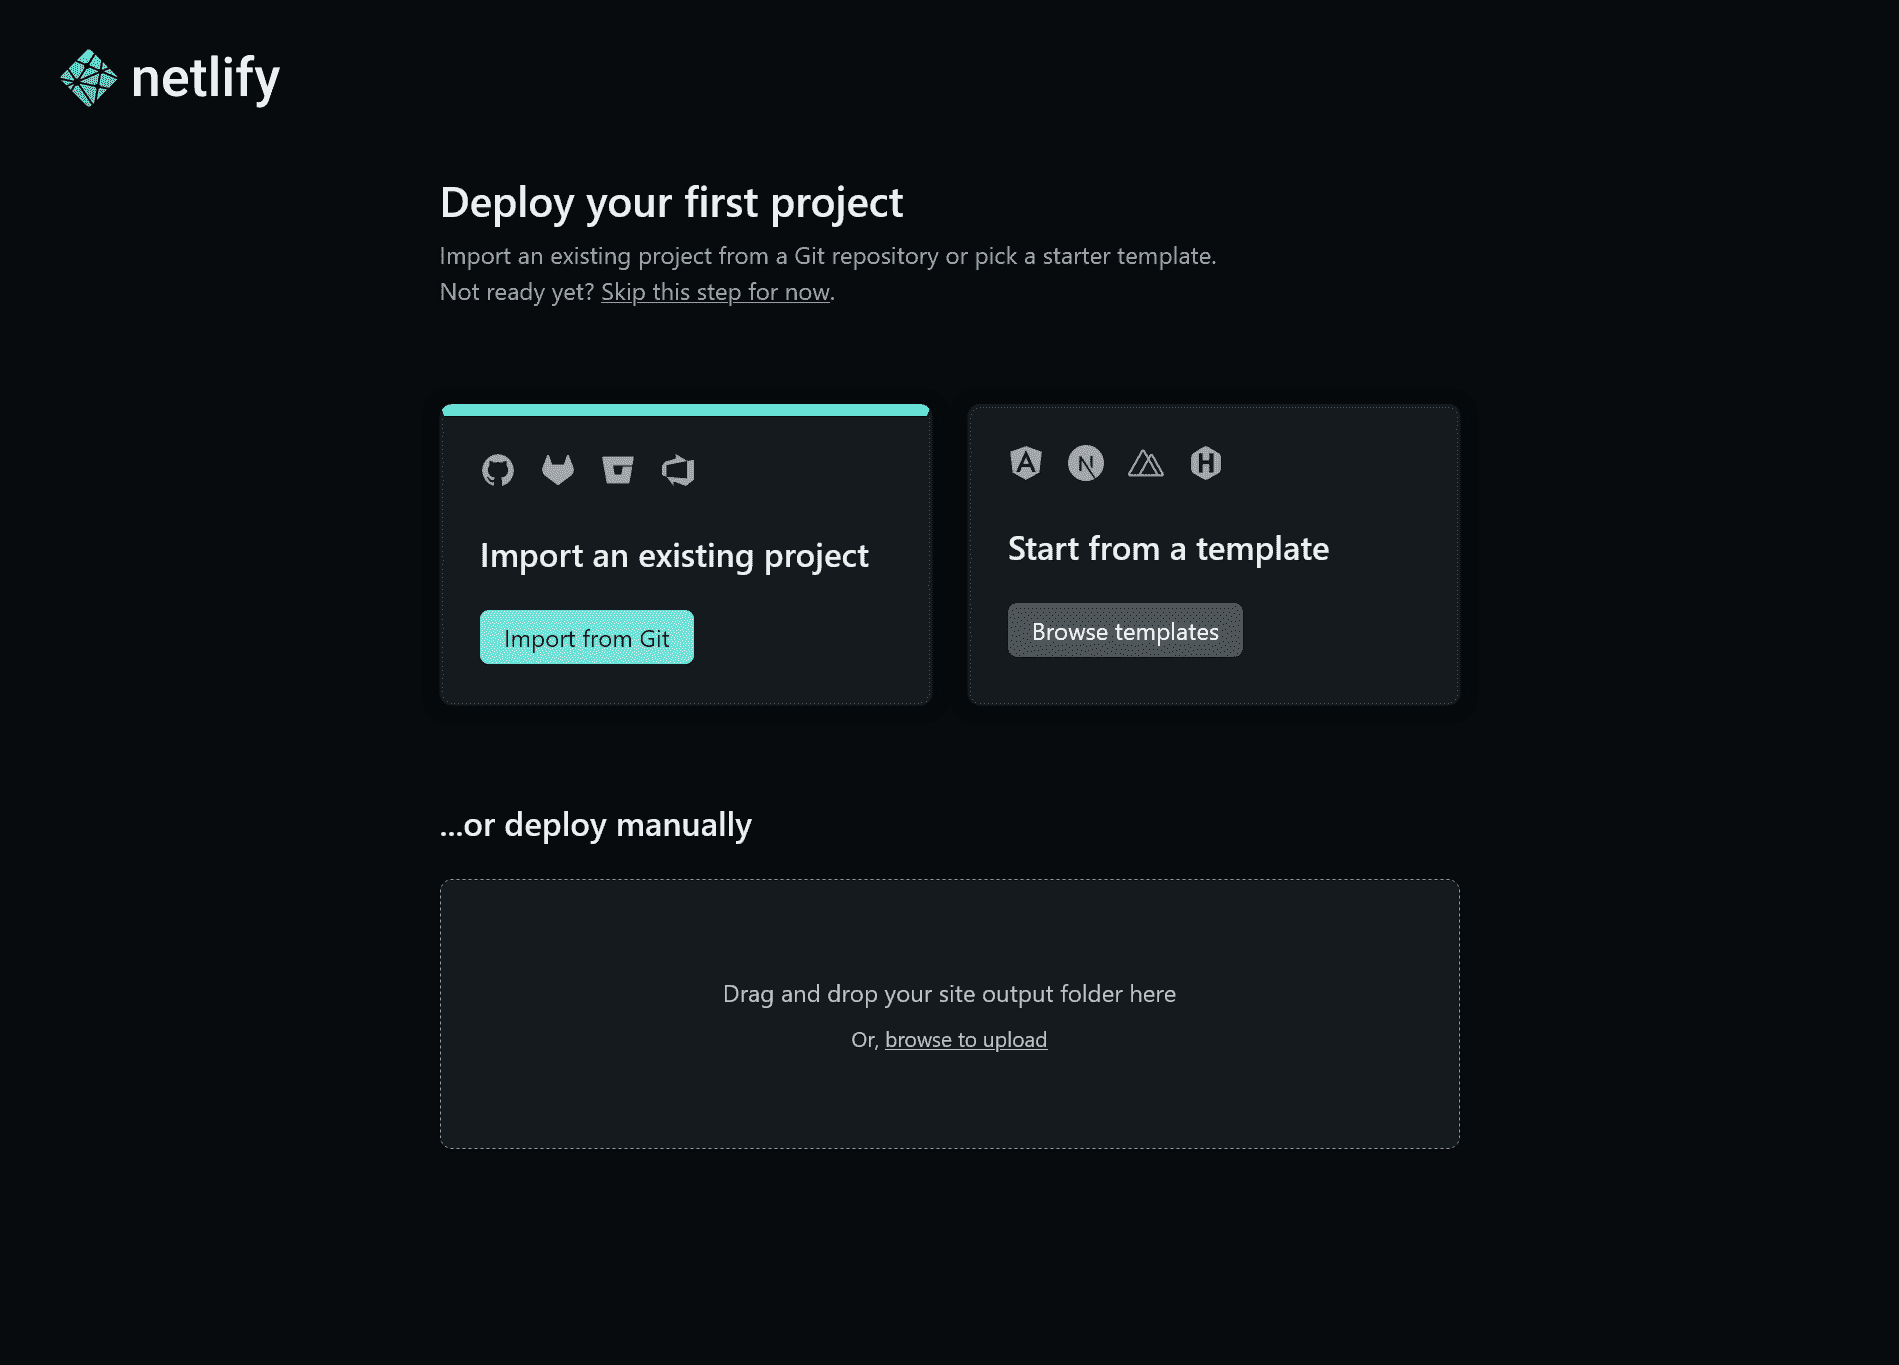 netlify
Deploy your first project
Import an existing project from a Git repository or pick a starter template.
Not ready yet? Skip this step for now.
Import an existing project
Import from Git
Start from a template
Browse templates
...or deploy manually
Drag and drop your site output folder here
Or, browse to upload